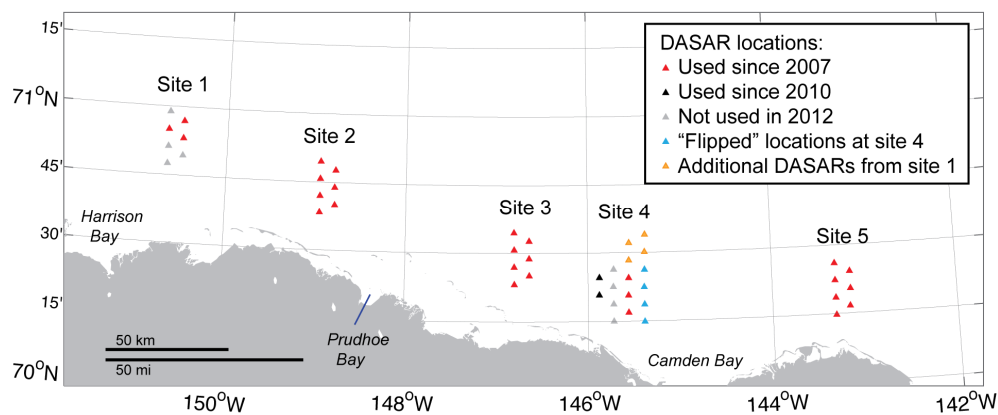 15'
71°N
45'
30'
15'
70°N
Site 1
Site 2
Site 3
Site 4
Site 5
DASAR locations:
Used since 2007
Used since 2010
Not used in 2012
“Flipped” locations at site 4
Additional DASARs from site 1
Harrison
Bay
Prudhoe
Bay
Camden Bay
50 km
50 mi
150°W
148°W
146°W
144°W
142°W